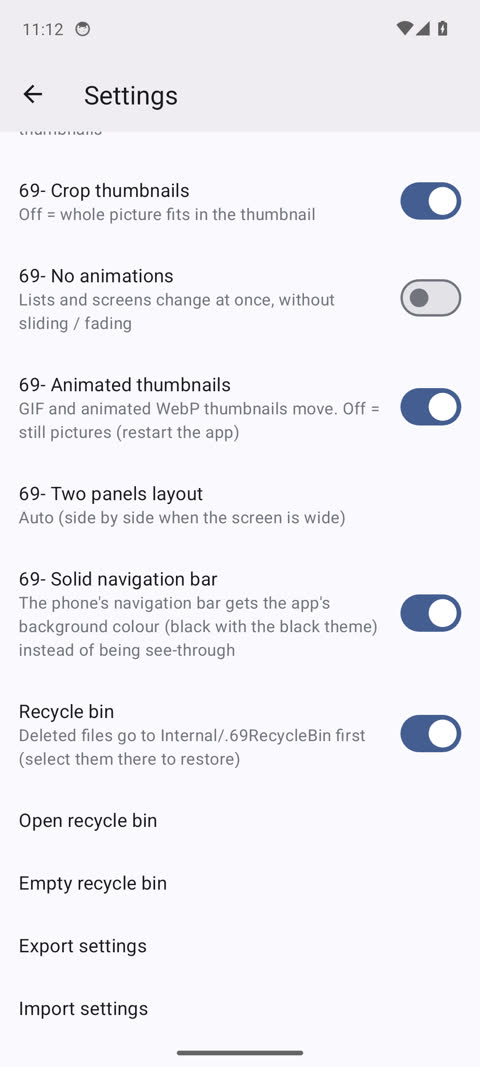 11:12
Settings
thumbnails
69- Crop thumbnails
Off = whole picture fits in the thumbnail
69- No animations
Lists and screens change at once, without
sliding / fading
69- Animated thumbnails
GIF and animated WebP thumbnails move. Off =
still pictures (restart the app)
69- Two panels layout
Auto (side by side when the screen is wide)
69- Solid navigation bar
The phone's navigation bar gets the app's
background colour (black with the black theme)
instead of being see-through
Recycle bin
Deleted files go to Internal/.69RecycleBin first
(select them there to restore)
Open recycle bin
Empty recycle bin
Export settings
Import settings